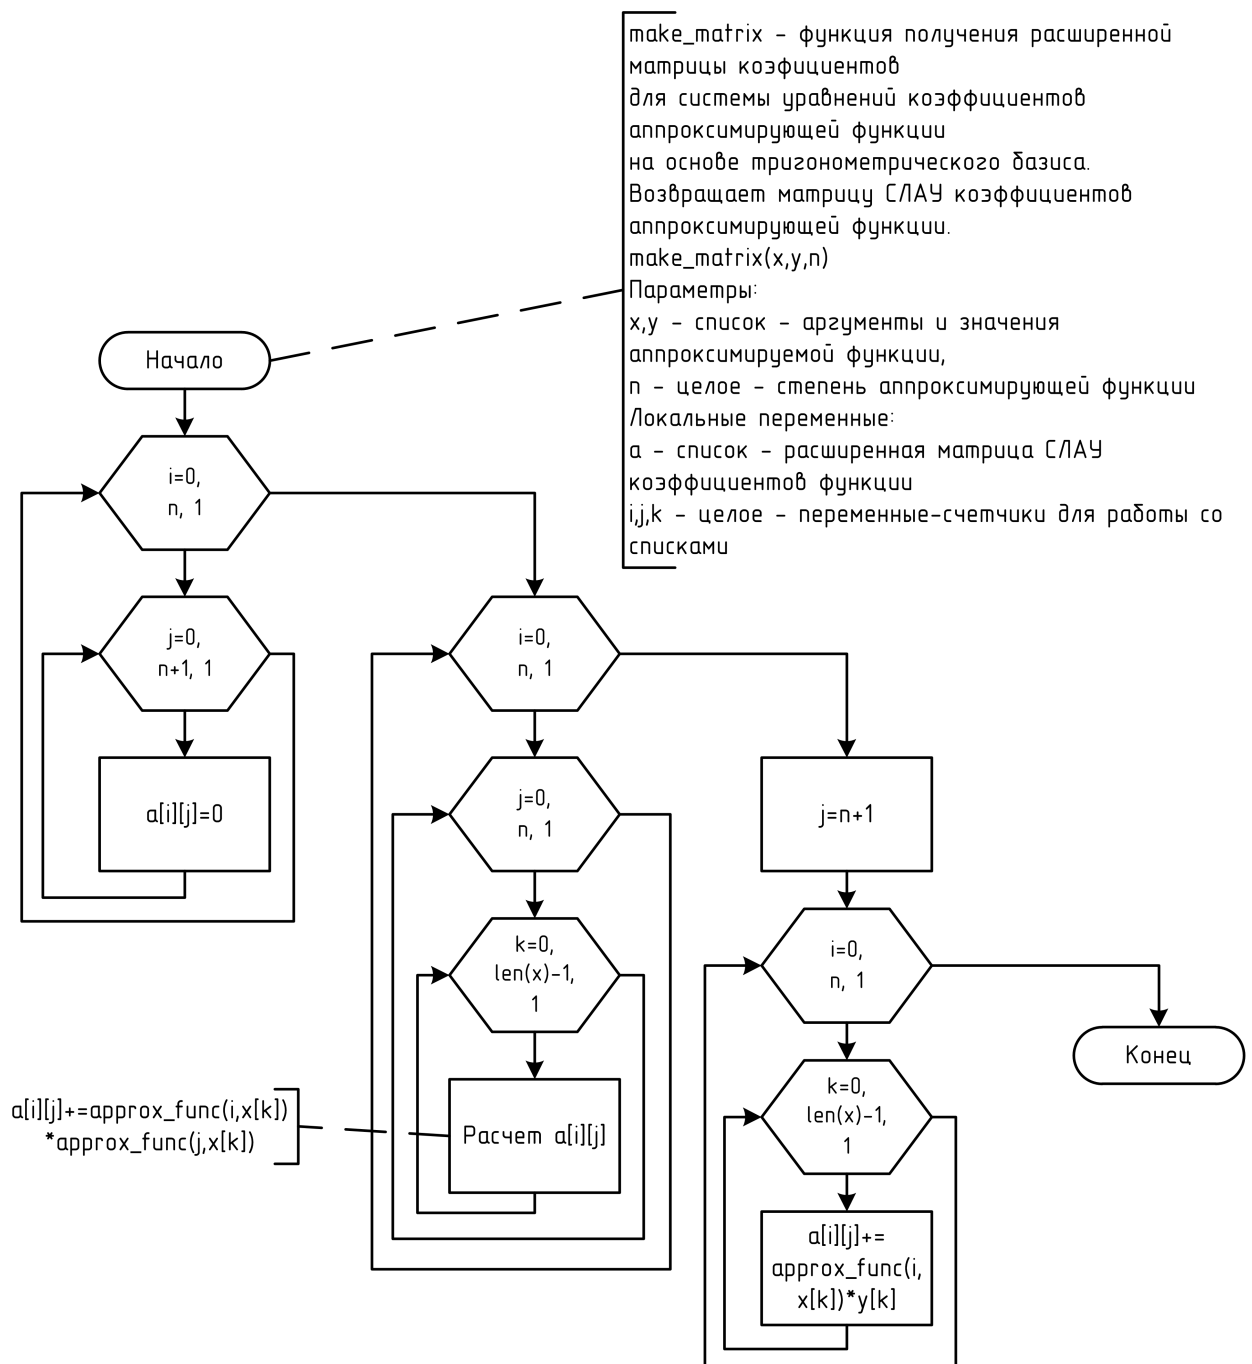 make_matrix – функция получения расширенной
матрицы коэфициентов
для системы уравнений коэффициентов
аппроксимирующей функции
на основе тригонометрического базиса.
Возвращает матрицу СЛАУ коэффициентов
аппроксимирующей функции.
make_matrix(x,y,n)
Параметры:
x,y – список – аргументы и значения
аппроксимируемой функции,
n – целое – степень аппроксимирующей функции
Локальные переменные:
a – список – расширенная матрица СЛАУ
коэффициентов функции
i,j,k – целое – переменные-счетчики для работы со
списками
Начало
i=0,
n, 1
j=0,
n+1, 1
a[i][j]=0
i=0,
n, 1
j=0,
n, 1
k=0,
len(x)-1,
1
Расчет a[i][j]
a[i][j]+=approx_func(i,x[k])
*approx_func(j,x[k])
j=n+1
i=0,
n, 1
k=0,
len(x)-1,
1
a[i][j]+=
approx_func(i,
x[k])*y[k]
Конец